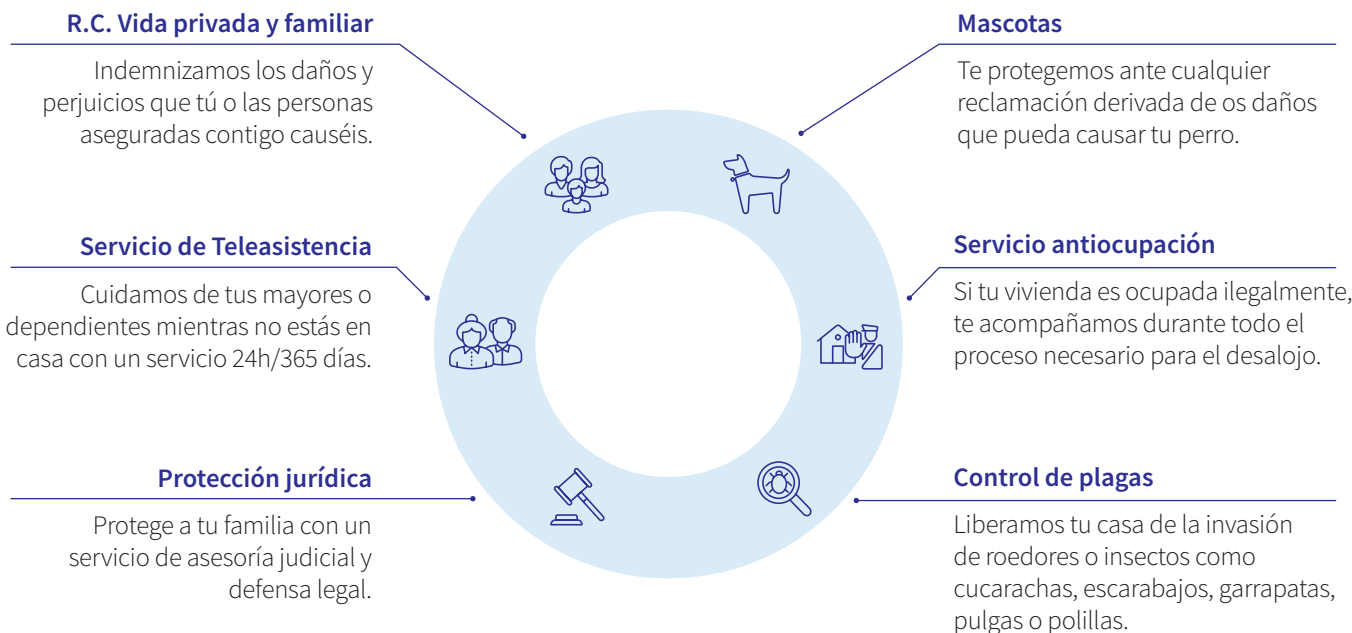 R.C. Vida privada y familiar
Indemnizamos los daños y
perjuicios que tú o las personas
aseguradas contigo causéis.
Mascotas
Te protegemos ante cualquier
reclamación derivada de os daños
que pueda causar tu perro.
Servicio de Teleasistencia
Cuidamos de tus mayores o
dependientes mientras no estás en
casa con un servicio 24h/365 días.
Servicio antiocupación
Si tu vivienda es ocupada ilegalmente,
te acompañamos durante todo el
proceso necesario para el desalojo.
Protección jurídica
Protege a tu familia con un
servicio de asesoría judicial y
defensa legal.
Control de plagas
Liberamos tu casa de la invasión
de roedores o insectos como
cucarachas, escarabajos, garrapatas,
pulgas o polillas.